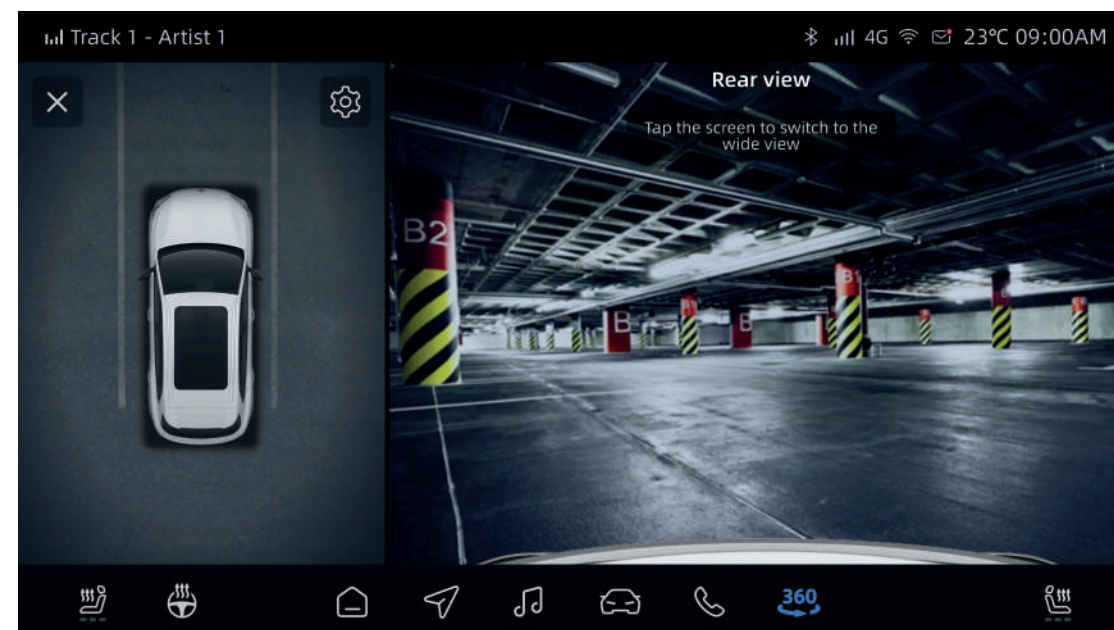 Track 1 - Artist 1
4G 23°C 09:00AM
Rear view
Tap the screen to switch to the
wide view
B2
B1
B
B
360